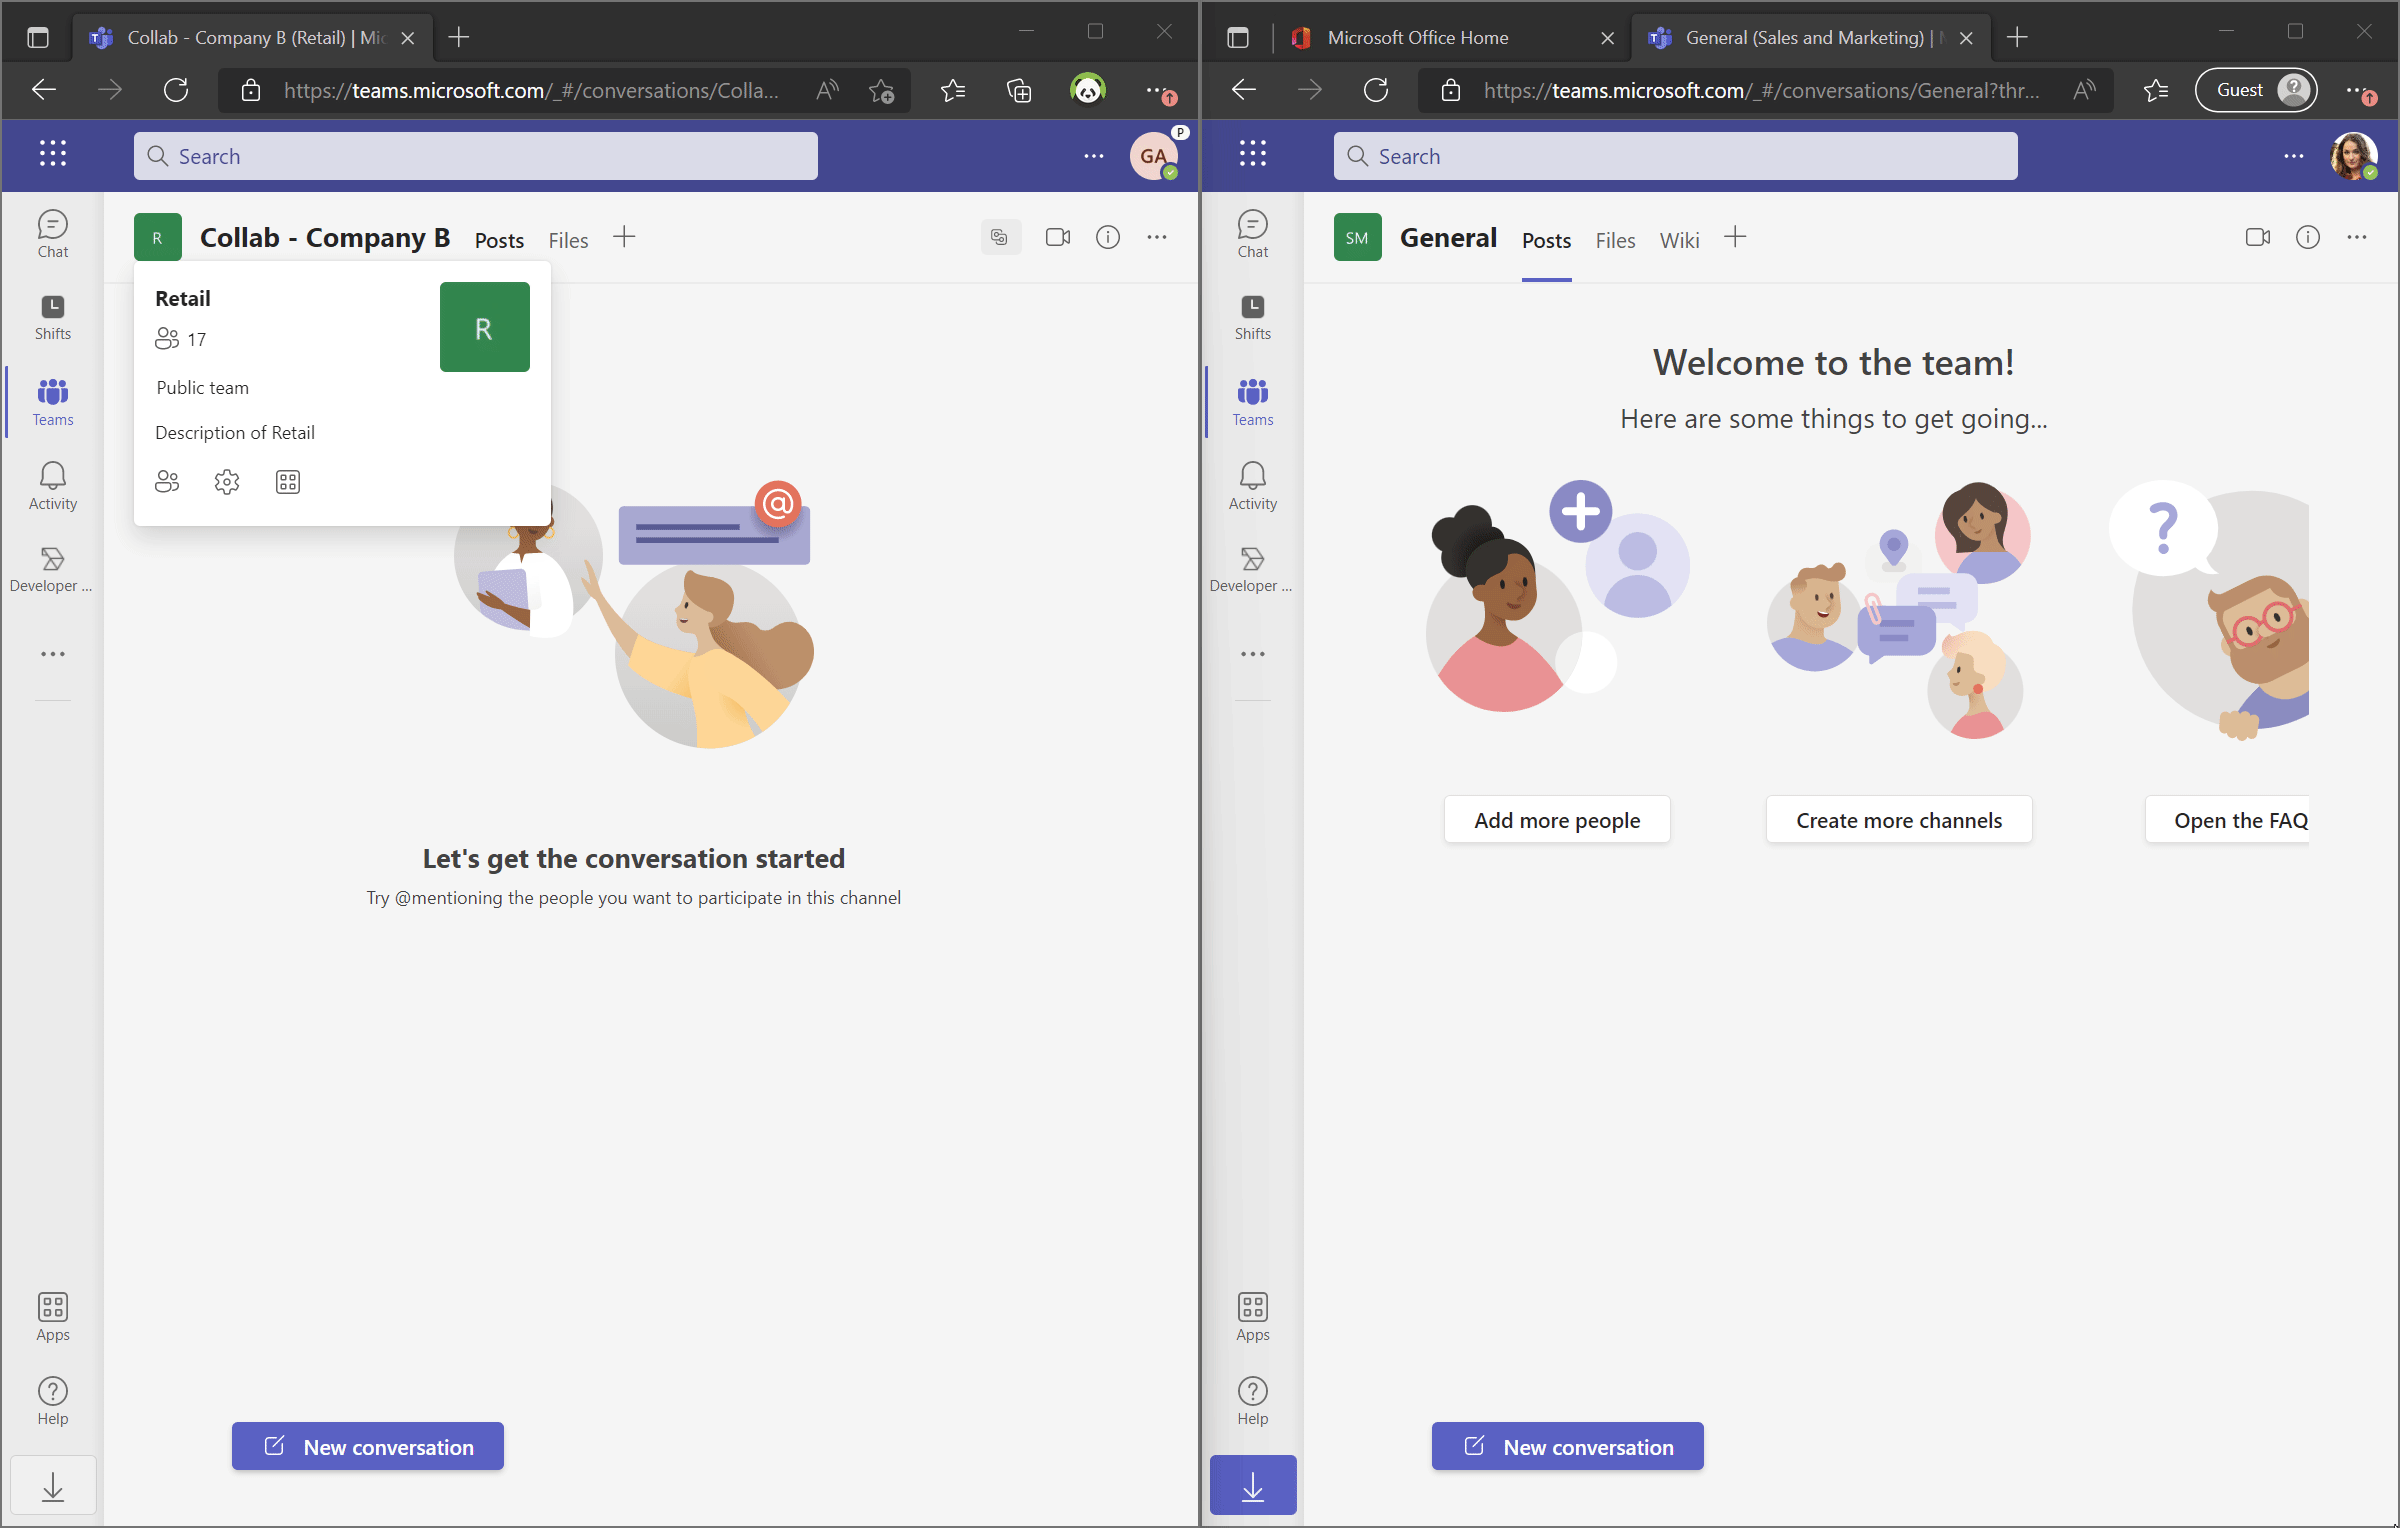 Collab - Company B (Retail) | Mic
https://teams.microsoft.com/_#/conversations/Colla...
Search
GA
P
Chat
Shifts
Teams
Activity
Developer ...
Apps
Help
R
Collab - Company B
Posts
Files
Retail
17
R
Public team
Description of Retail
@
Let's get the conversation started
Try @mentioning the people you want to participate in this channel
New conversation
Microsoft Office Home
General (Sales and Marketing) |
https://teams.microsoft.com/_#/conversations/General?thr...
Guest
Search
Chat
Shifts
Teams
Activity
Developer ...
Apps
Help
SM
General
Posts
Files
Wiki
Welcome to the team!
Here are some things to get going...
?
Add more people
Create more channels
Open the FAQ
New conversation